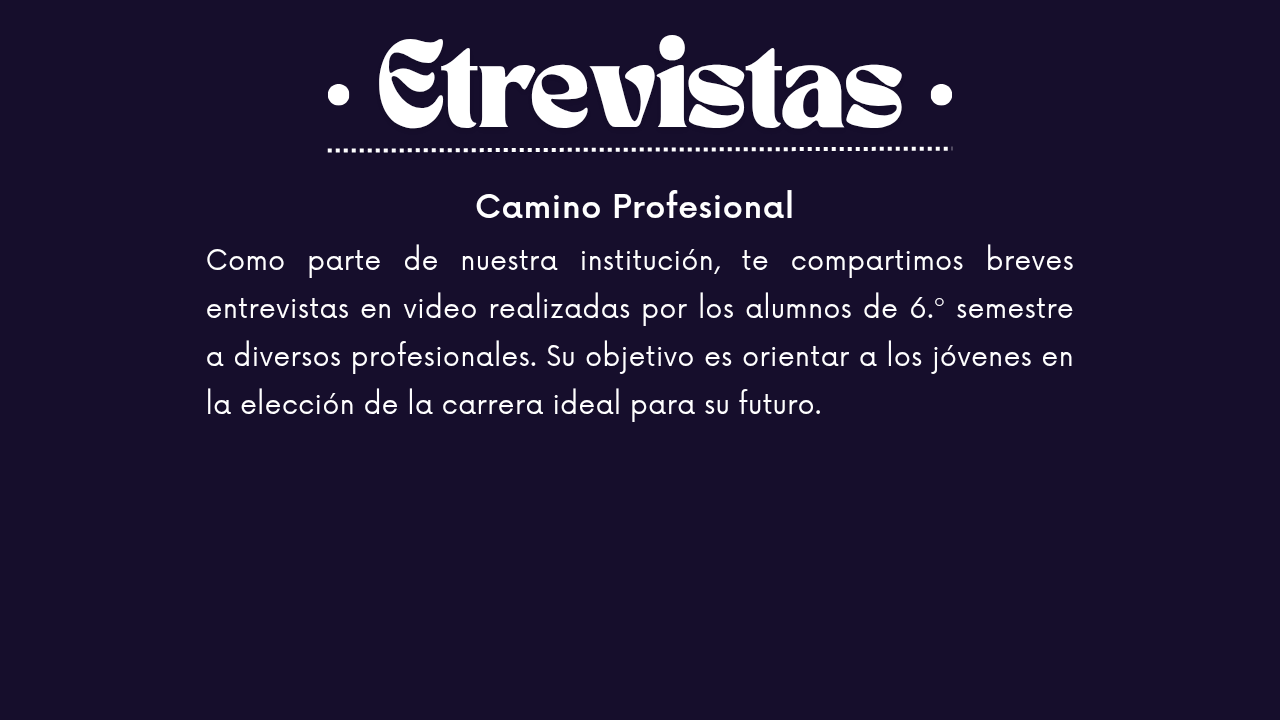 • Etrevistas •
Camino Profesional
Como parte de nuestra institución, te compartimos breves
entrevistas en video realizadas por los alumnos de 6.º semestre
a diversos profesionales. Su objetivo es orientar a los jóvenes en
la elección de la carrera ideal para su futuro.